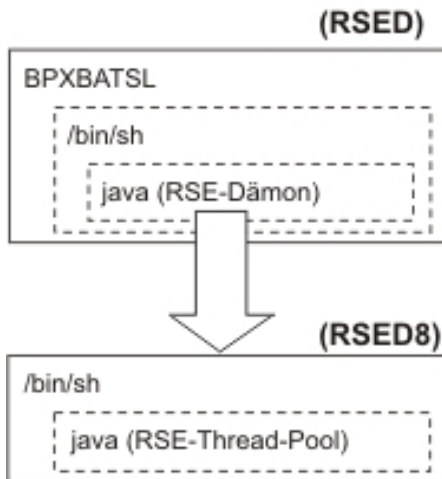 (RSED)
BPXBATSL
/bin/sh
java (RSE-Dämon)
(RSED8)
/bin/sh
java (RSE-Thread-Pool)